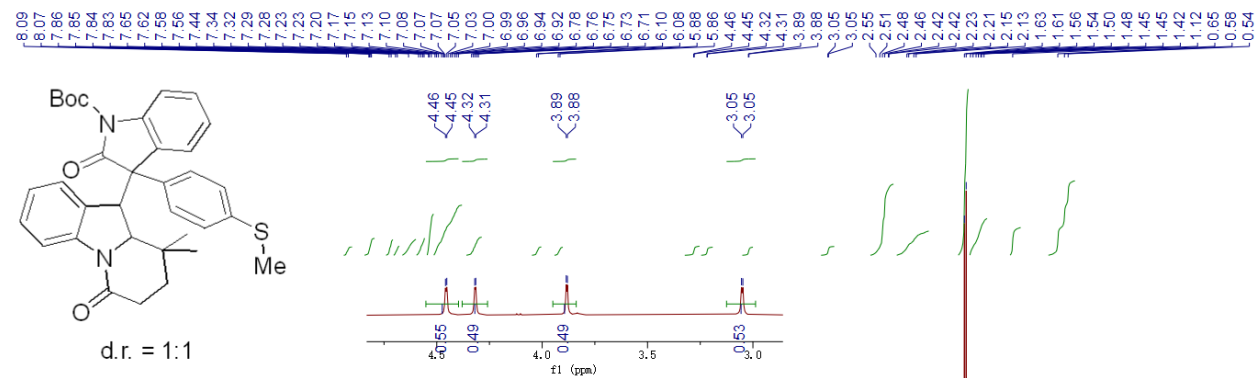 8.09 8.07 7.86 7.85 7.84 7.83 7.65 7.65 7.62 7.58 7.56 7.44 7.34 7.32 7.29 7.28 7.23 7.23 7.20 7.17 7.15 7.13 7.10 7.08 7.07 7.07 7.05 7.03 7.00 6.99 6.96 6.94 6.92 6.78 6.76 6.75 6.73 6.71 6.10 6.08 5.88 5.86 4.46 4.45 4.32 4.31 3.89 3.88 3.05 3.05 2.55 2.51 2.48 2.46 2.42 2.42 2.23 2.21 2.15 2.13 1.63 1.61 1.56 1.54 1.50 1.48 1.45 1.45 1.42 1.12 0.65 0.58 0.54
Boc
N
O
4.46 4.45 4.32 4.31 3.89 3.88 3.05 3.05
S
Me
N
O
d.r. = 1:1
0.55 0.49 0.49 0.53
4.5 4.0 3.5 3.0
f1 (ppm)